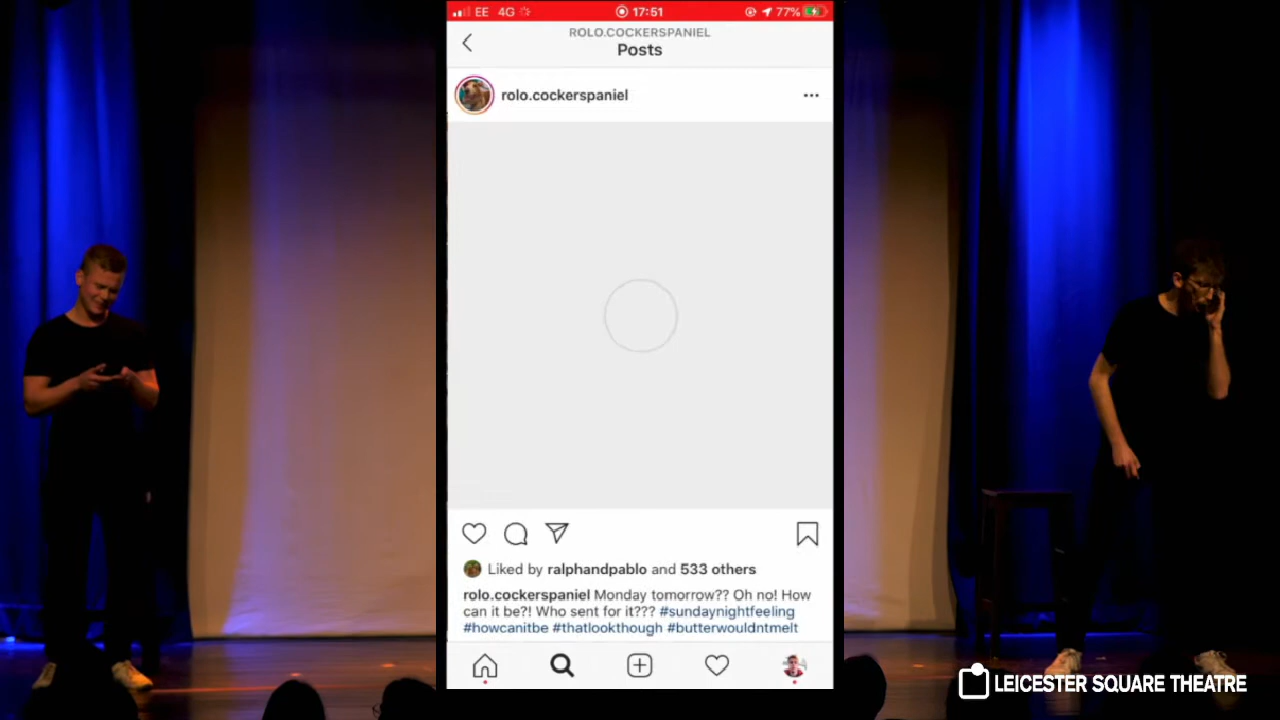 EE 4G 17:51 77%
ROLO.COCKERSPANIEL
Posts
rolo.cockerspaniel
Liked by ralphandpablo and 533 others
rolo.cockerspaniel Monday tomorrow?? Oh no! How
can it be?! Who sent for it??? #sundaynightfeeling
#howcanitbe #thatlookthough #butterwouldntmelt
LEICESTER SQUARE THEATRE